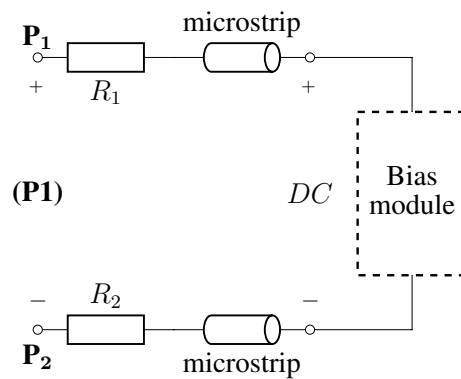 microstrip
P₁
+
R₁
+
(P1)
DC
Bias
module
−
R₂
−
P₂
microstrip